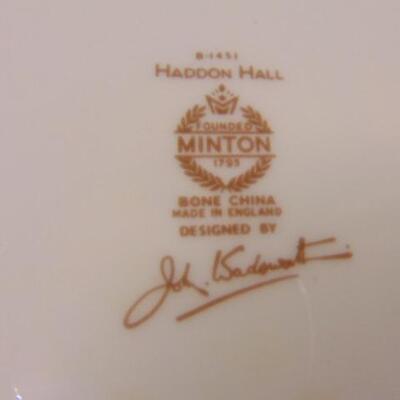 B-1451
HADDON HALL
FOUNDED
MINTON
1793
BONE CHINA
MADE IN ENGLAND
DESIGNED BY
John Wadsworth